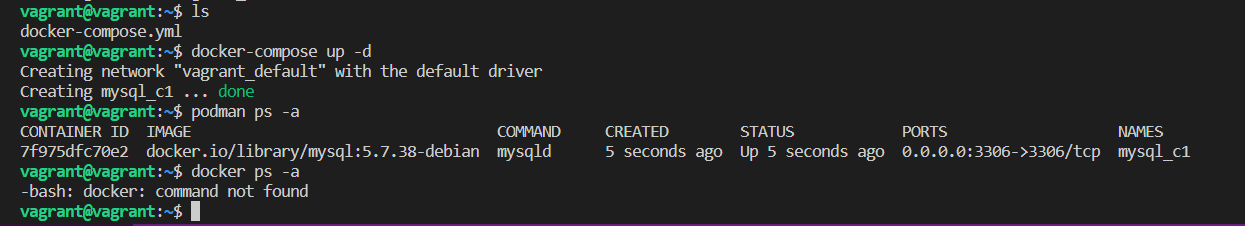 vagrant@vagrant:~$ ls
docker-compose.yml
vagrant@vagrant:~$ docker-compose up -d
Creating network "vagrant_default" with the default driver
Creating mysql_c1 ... done
vagrant@vagrant:~$ podman ps -a
CONTAINER ID  IMAGE                                   COMMAND     CREATED        STATUS            PORTS                   NAMES
7f975dfc70e2  docker.io/library/mysql:5.7.38-debian  mysqld      5 seconds ago  Up 5 seconds ago  0.0.0.0:3306->3306/tcp  mysql_c1
vagrant@vagrant:~$ docker ps -a
-bash: docker: command not found
vagrant@vagrant:~$